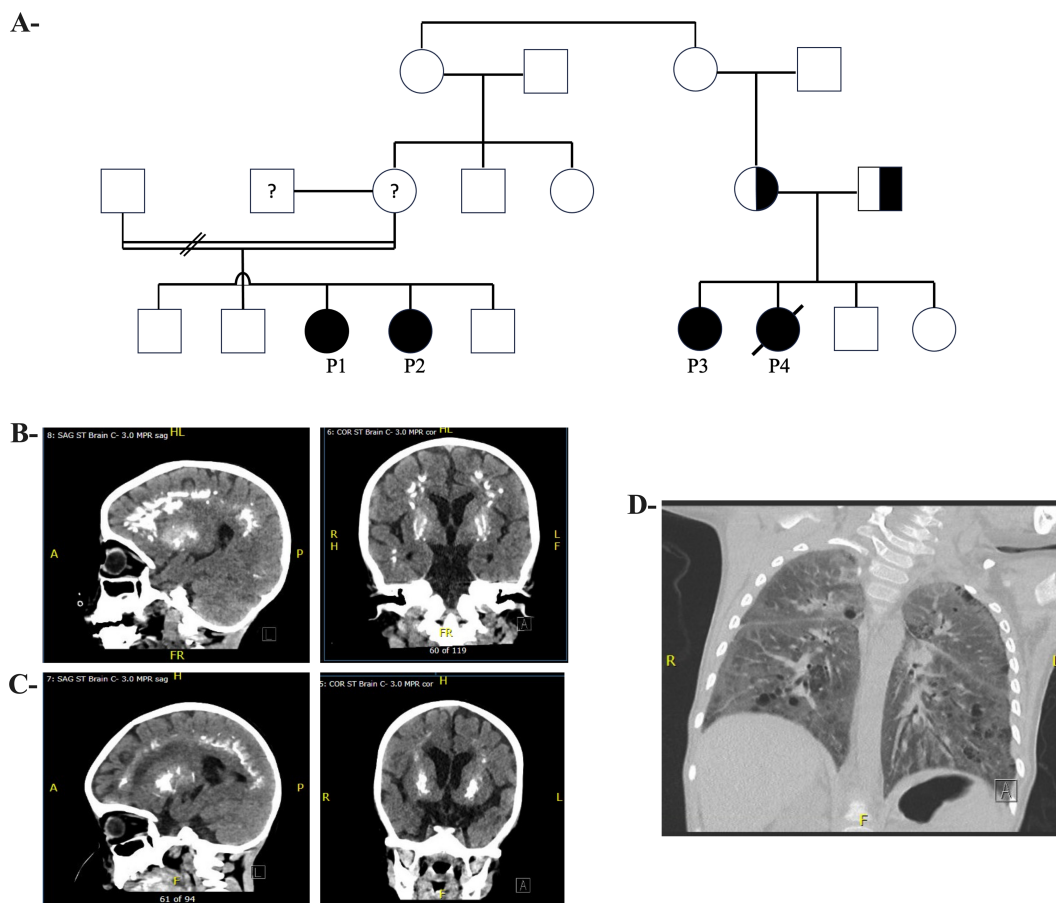 A-
?
?
P1
P2
P3
P4
B-
8: SAG ST Brain C- 3.0 MPR sag
HL
A
P
L
FR
6: COR ST Brain C- 3.0 MPR cor
HL
R
H
L
F
FR
A
60 of 119
C-
7: SAG ST Brain C- 3.0 MPR sag
H
A
P
L
F
61 of 94
5: COR ST Brain C- 3.0 MPR cor
H
R
L
A
F
D-
R
A
F